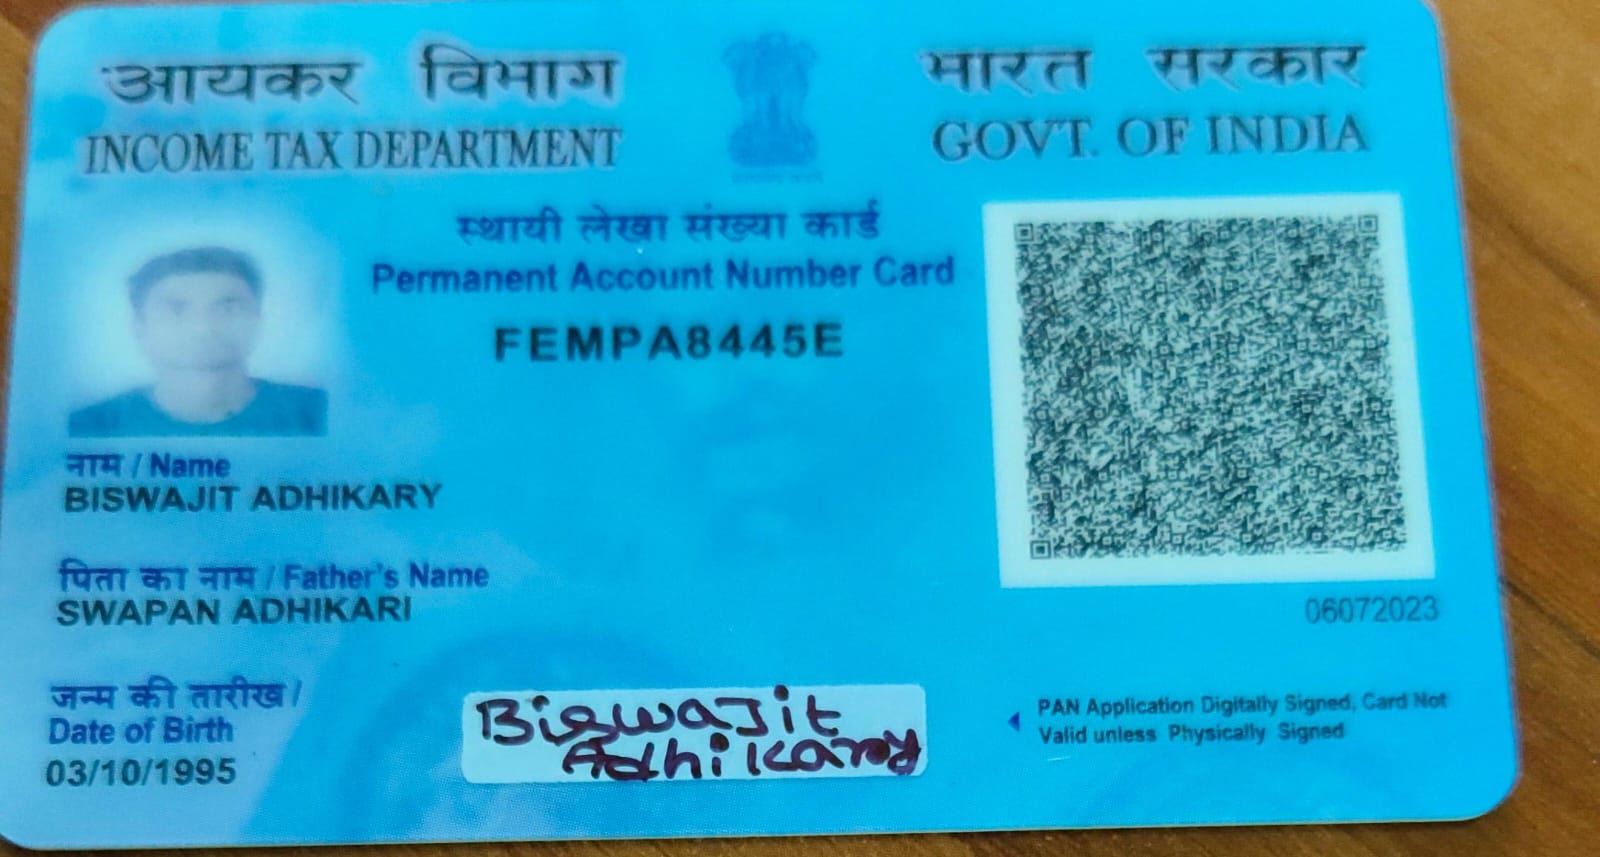 आयकर विभाग
INCOME TAX DEPARTMENT
भारत सरकार
GOVT. OF INDIA
स्थायी लेखा संख्या कार्ड
Permanent Account Number Card
FEMPA8445E
नाम / Name
BISWAJIT ADHIKARY
पिता का नाम / Father's Name
SWAPAN ADHIKARI
जन्म की तारीख /
Date of Birth
03/10/1995
Biswajit
Adhikary
06072023
PAN Application Digitally Signed, Card Not
Valid unless Physically Signed